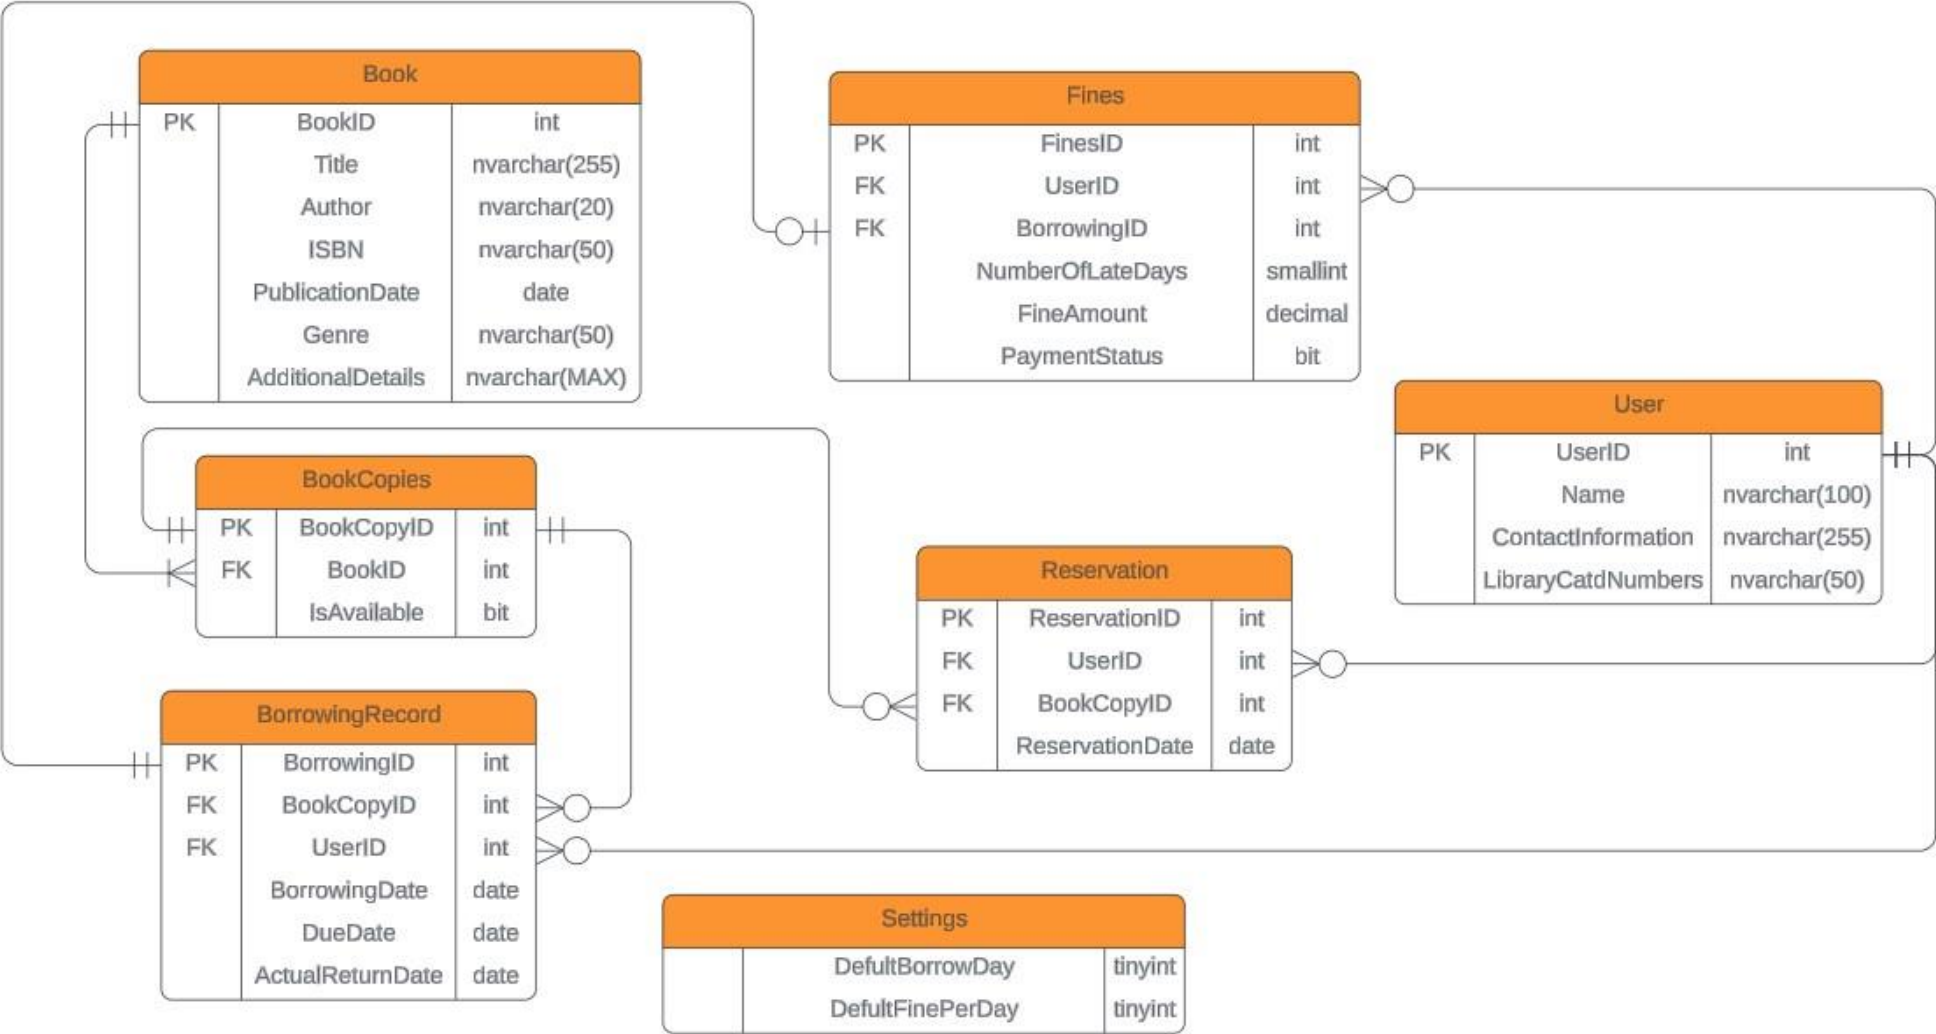 Book
PK BookID int
Title nvarchar(255)
Author nvarchar(20)
ISBN nvarchar(50)
PublicationDate date
Genre nvarchar(50)
AdditionalDetails nvarchar(MAX)
Fines
PK FinesID int
FK UserID int
FK BorrowingID int
NumberOfLateDays smallint
FineAmount decimal
PaymentStatus bit
User
PK UserID int
Name nvarchar(100)
ContactInformation nvarchar(255)
LibraryCatdNumbers nvarchar(50)
BookCopies
PK BookCopyID int
FK BookID int
IsAvailable bit
Reservation
PK ReservationID int
FK UserID int
FK BookCopyID int
ReservationDate date
BorrowingRecord
PK BorrowingID int
FK BookCopyID int
FK UserID int
BorrowingDate date
DueDate date
ActualReturnDate date
Settings
DefultBorrowDay tinyint
DefultFinePerDay tinyint